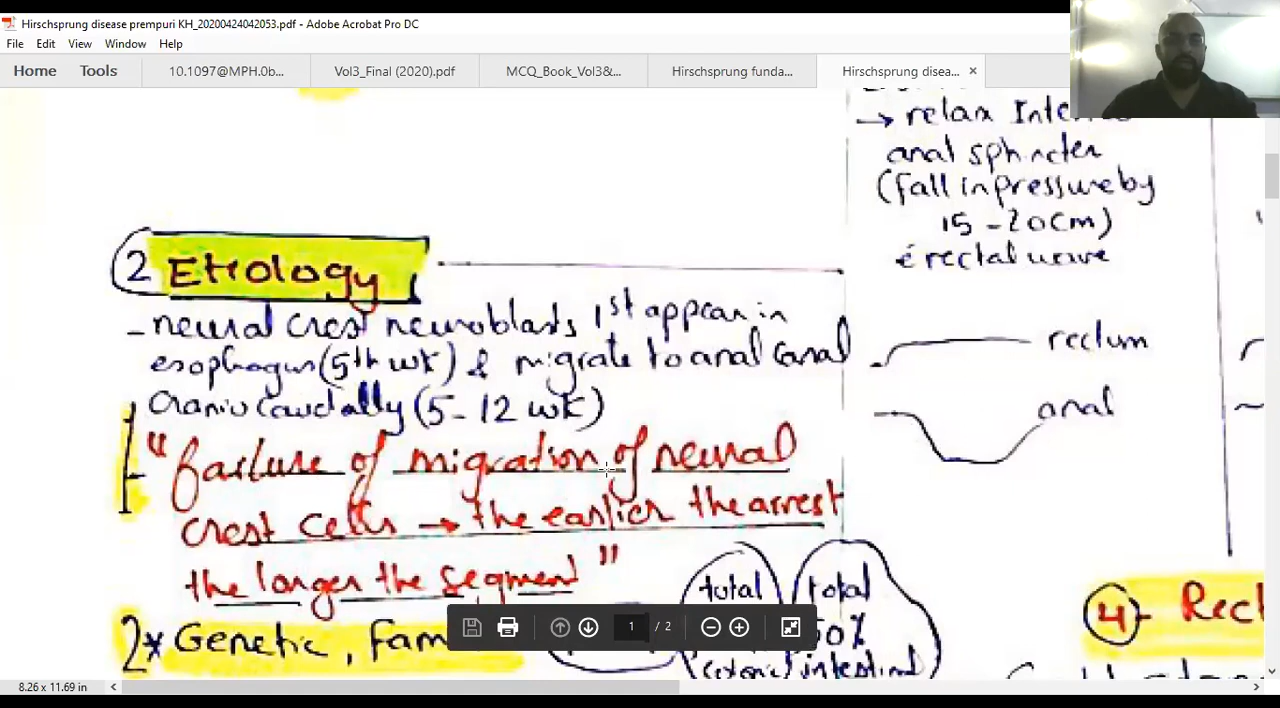 Hirschsprung disease prempuri KH_20200424042053.pdf - Adobe Acrobat Pro DC
File Edit View Window Help
Home Tools 10.1097@MPH.0b... Vol3_Final (2020).pdf MCQ_Book_Vol3&... Hirschsprung funda... Hirschsprung disea... ×
→ relax Inter
anal sphincter
(fall in pressure by
15 - 20cm)
rectal
rectum
anal
2 Etiology
- neural crest neuroblasts 1st appear in
esophagus (5th wk) & migrate to anal canal
craniocaudally (5-12 wk)
- "failure of migration of neural
crest cells → the earlier the arrest
the longer the segment"
2* Genetic, Fam
total
colonic
total
50%
intestinal
4 - Rect
1 / 2
8.26 x 11.69 in